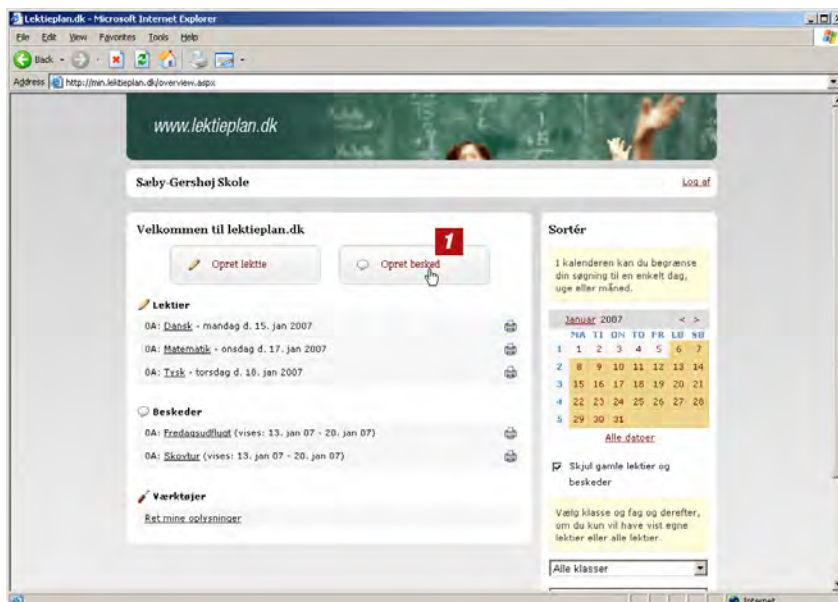 Lektieplan.dk - Microsoft Internet Explorer
File Edit View Favorites Tools Help
Back
Address http://min.lektieplan.dk/overview.aspx
www.lektieplan.dk
Sæby-Gershøj Skole
Log af
Velkommen til lektieplan.dk
1
Opret lektie
Opret besked
Lektier
0A: Dansk - mandag d. 15. jan 2007
0A: Matematik - onsdag d. 17. jan 2007
0A: Tysk - torsdag d. 18. jan 2007
Beskeder
0A: Fredagsudflugt (vises: 13. jan 07 - 20. jan 07)
0A: Skovtur (vises: 13. jan 07 - 20. jan 07)
Værktøjer
Ret mine oplysninger
Sortér
I kalenderen kan du begrænse
din søgning til en enkelt dag,
uge eller måned.
Januar 2007 < >
MA TI ON TO FR LØ SØ
1 1 2 3 4 5 6 7
2 8 9 10 11 12 13 14
3 15 16 17 18 19 20 21
4 22 23 24 25 26 27 28
5 29 30 31
Alle datoer
Skjul gamle lektier og
beskeder
Vælg klasse og fag og derefter,
om du kun vil have vist egne
lektier eller alle lektier.
Alle klasser
Internet